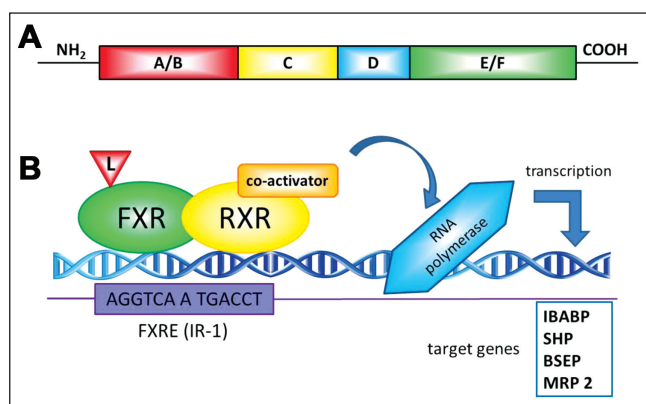 A
NH2
A/B
C
D
E/F
COOH
B
L
co-activator
transcription
FXR
RXR
RNA
polymerase
AGGTCA A TGACCT
FXRE (IR-1)
target genes
IBABP
SHP
BSEP
MRP 2